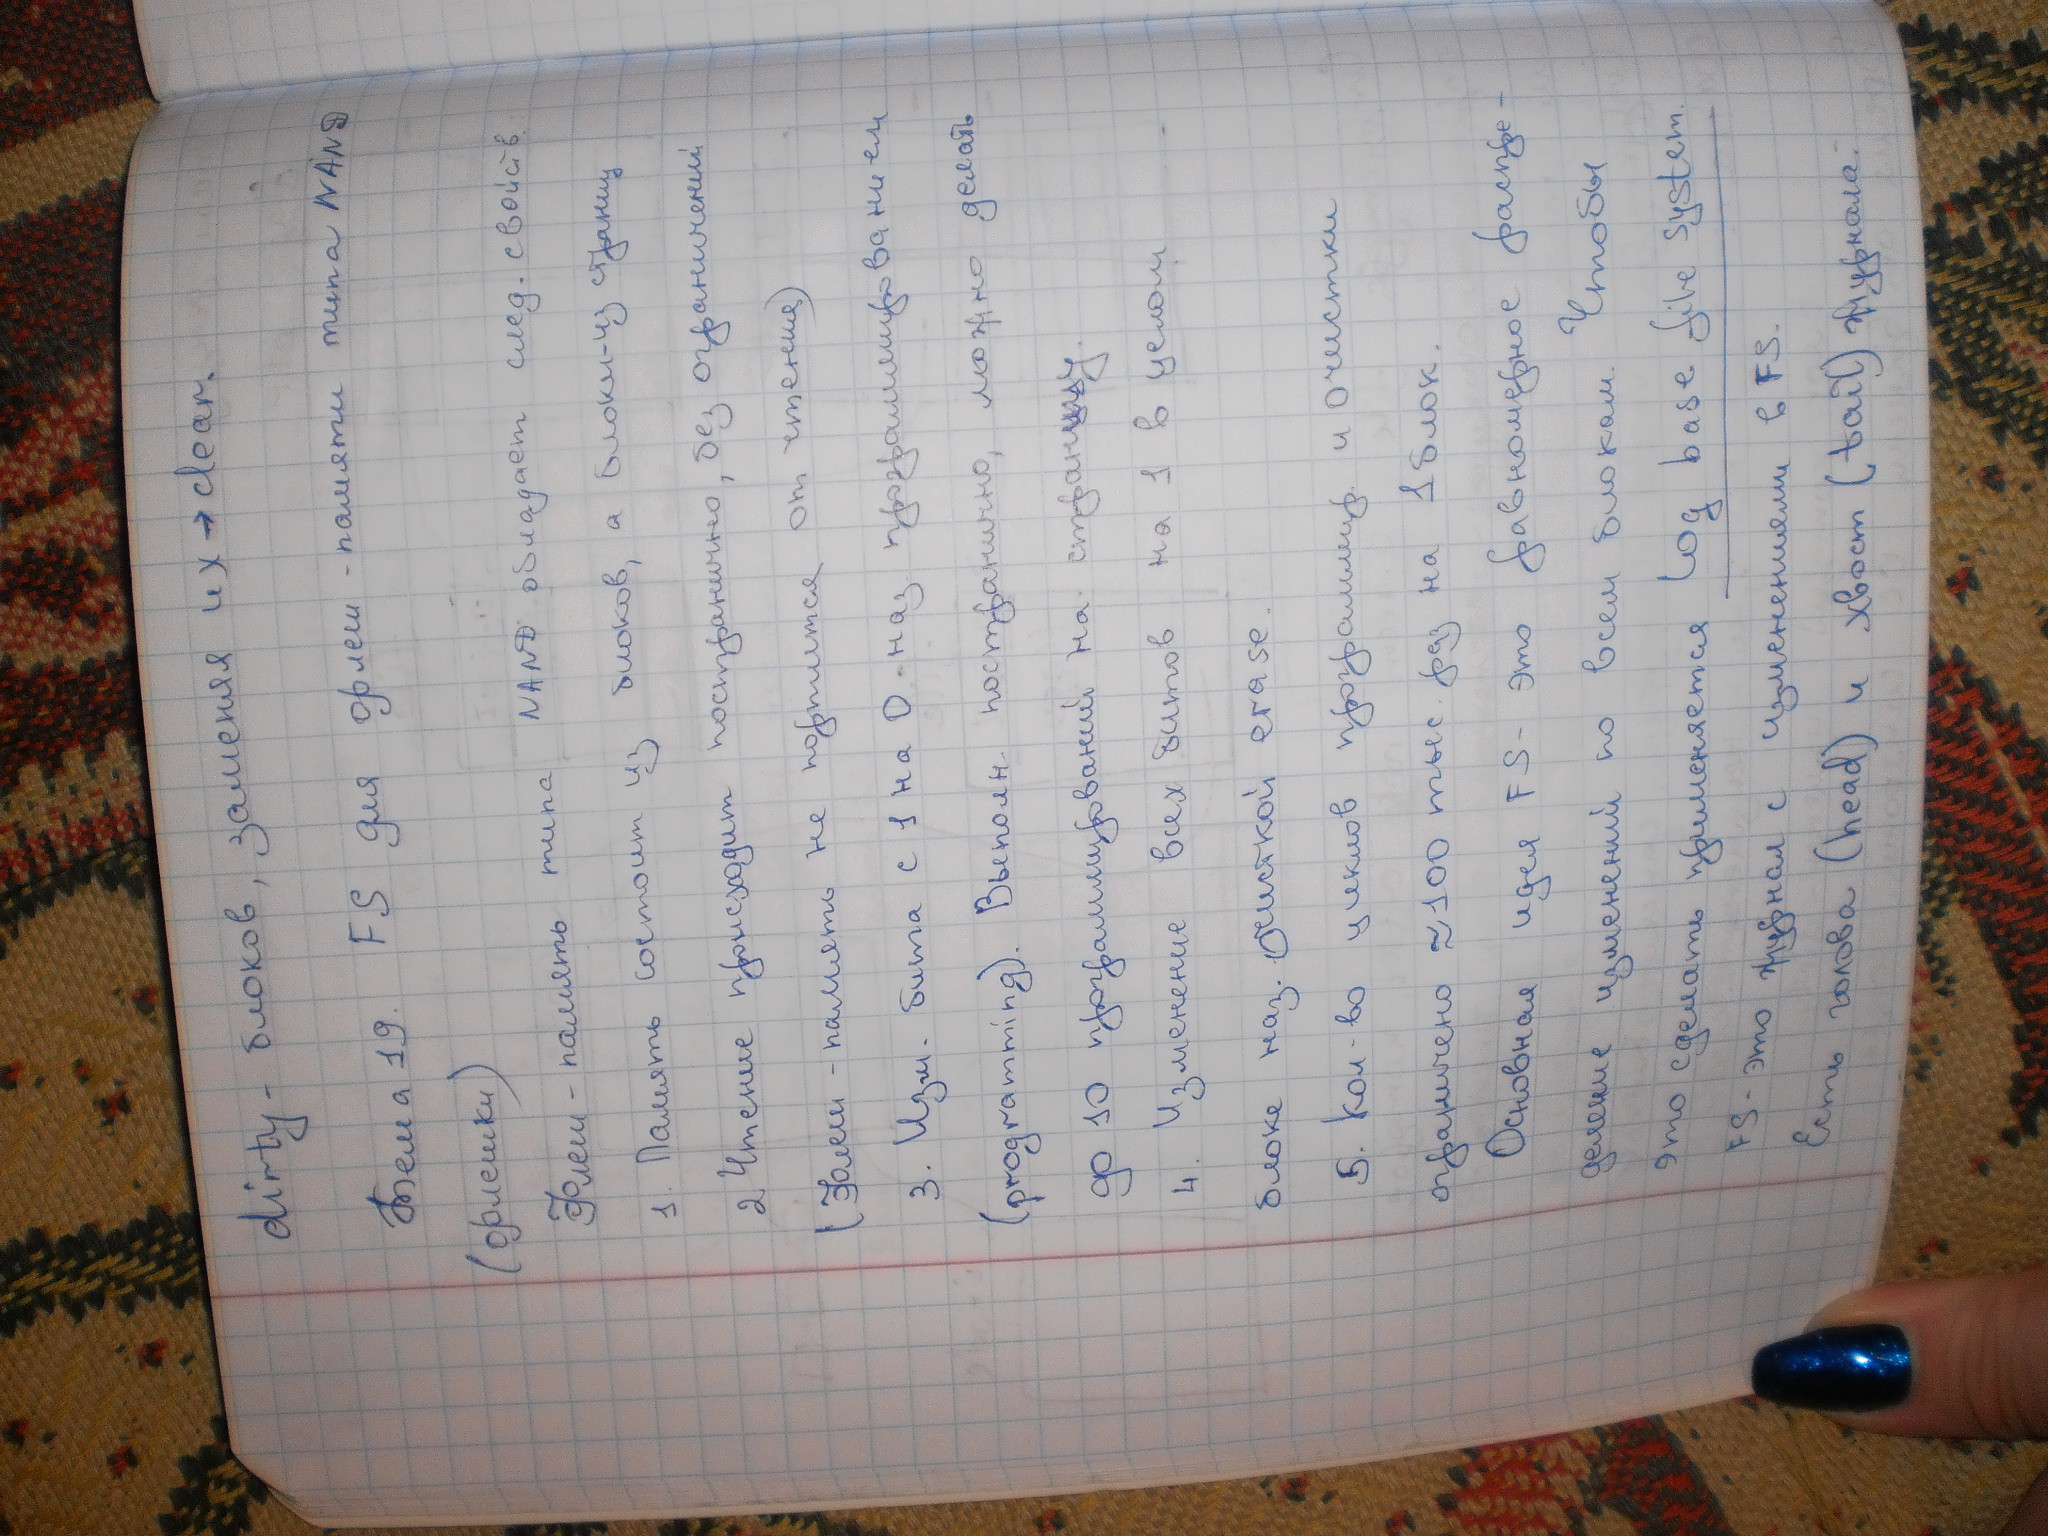 dirty - блоков, заменяя их → clear.
Тема 19. FS для флеш - памяти типа NAND
(флешки)
Флеш - память типа NAND обладает след. свойств.
1. Память состоит из блоков, а блоки-из страниц
2 Чтение происходит постранично, без ограничений
(Флеш - память не портится от чтения)
3. Изм. бита с 1 на 0 - наз. программированием
(programming). Выполн. постранично, можно делать
до 10 программирований на страницу.
4. Изменение всех битов на 1 в целом
блоке наз. очисткой erase.
5. Кол-во циклов программир. и очистки
ограничено ≈ 100 тыс. раз на 1 блок.
Основная идея FS - это равномерное распре-
деление изменений по всем блокам. Чтобы
это сделать применяется log base file system.
FS - это журнал с изменениями в FS.
Есть голова (head) и хвост (tail) журнала.